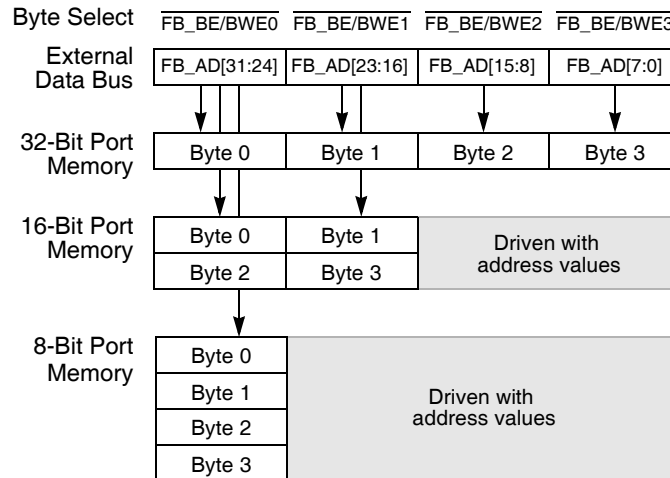 Byte Select FB_BE/BWE0 FB_BE/BWE1 FB_BE/BWE2 FB_BE/BWE3
External Data Bus FB_AD[31:24] FB_AD[23:16] FB_AD[15:8] FB_AD[7:0]
32-Bit Port Memory Byte 0 Byte 1 Byte 2 Byte 3
16-Bit Port Memory
Byte 0 Byte 1
Byte 2 Byte 3
Driven with
address values
8-Bit Port
Memory
Byte 0
Byte 1
Byte 2
Byte 3
Driven with
address values